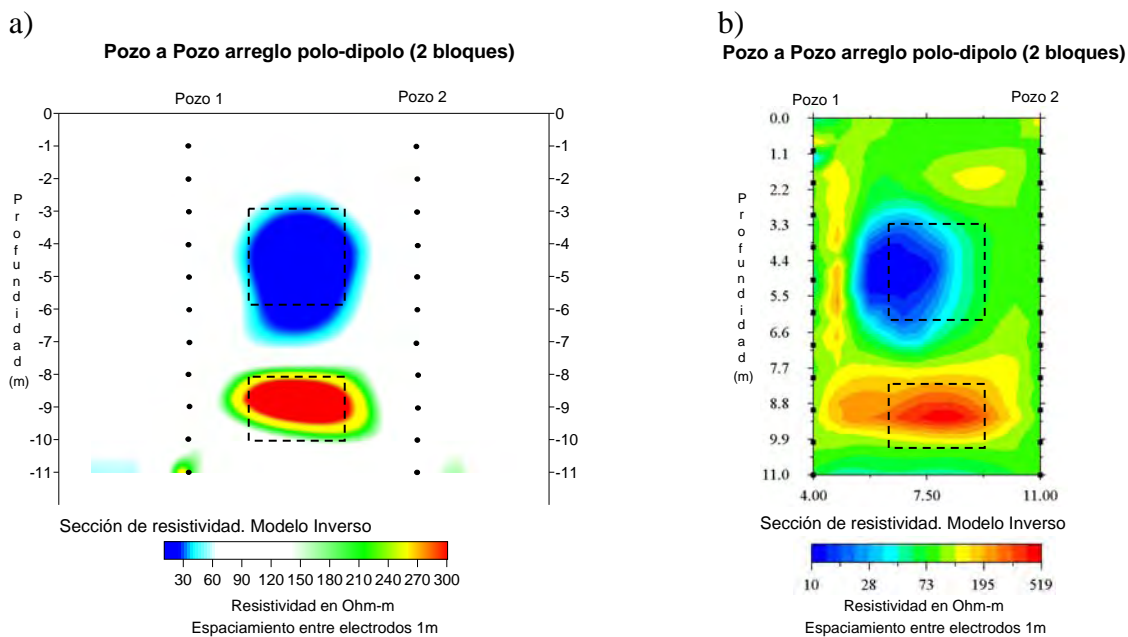 a)
Pozo a Pozo arreglo polo-dipolo (2 bloques)
Pozo 1
Pozo 2
0
-1
-2
-3
-4
-5
-6
-7
-8
-9
-10
-11
0
-1
-2
-3
-4
-5
-6
-7
-8
-9
-10
-11
Profundidad
(m)
Sección de resistividad. Modelo Inverso
30 60 90 120 150 180 210 240 270 300
Resistividad en Ohm-m
Espaciamiento entre electrodos 1m
b)
Pozo a Pozo arreglo polo-dipolo (2 bloques)
Pozo 1
Pozo 2
0.0
1.1
2.2
3.3
4.4
5.5
6.6
7.7
8.8
9.9
11.0
Profundidad
(m)
4.00 7.50 11.00
Sección de resistividad. Modelo Inverso
10 28 73 195 519
Resistividad en Ohm-m
Espaciamiento entre electrodos 1m